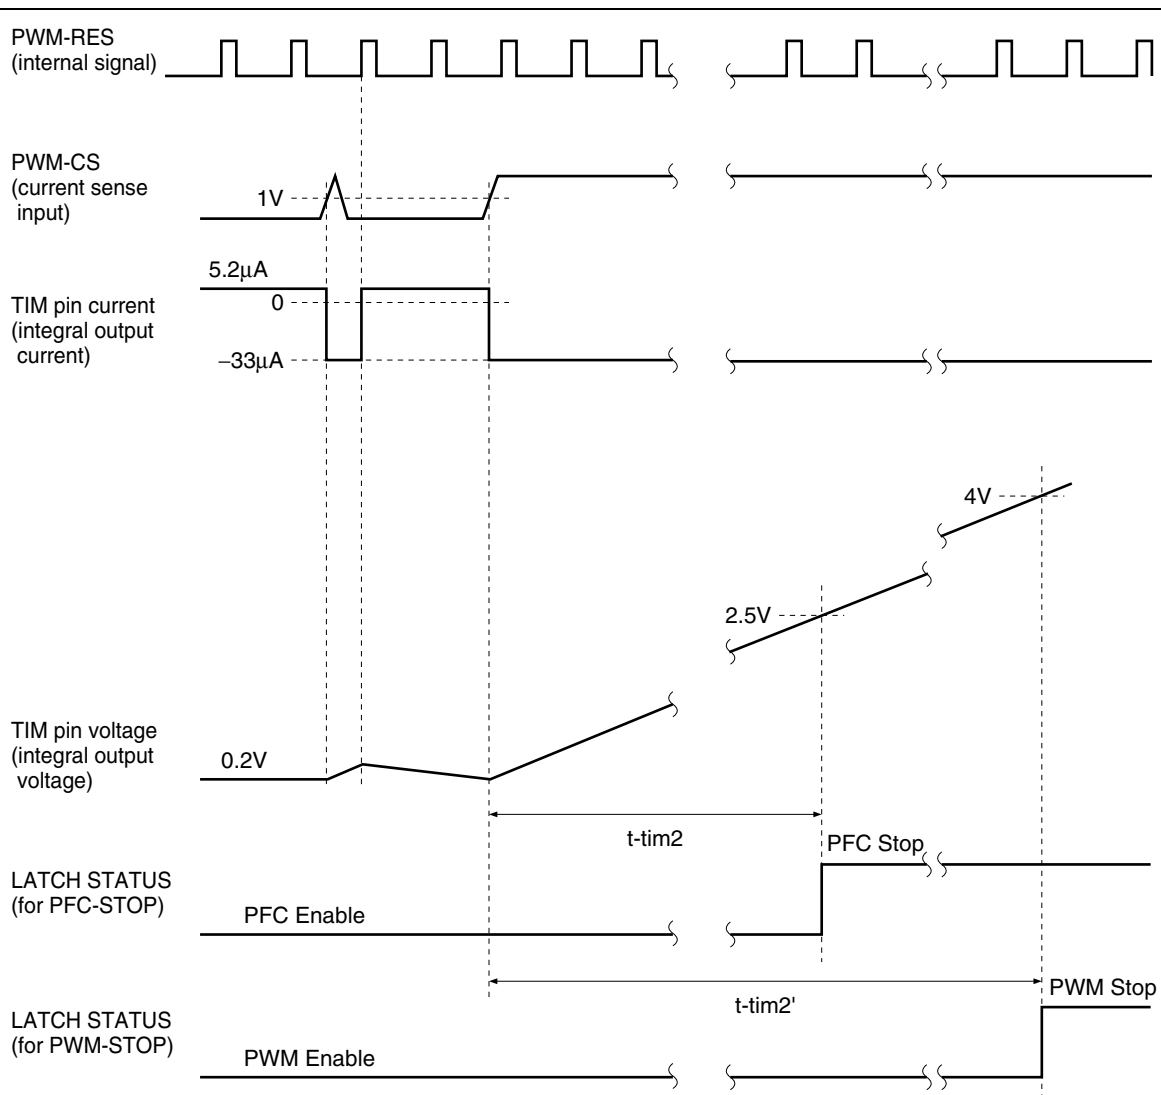 PWM-RES
(internal signal)
PWM-CS
(current sense
input)
1V
5.2μA
0
−33μA
TIM pin current
(integral output
current)
4V
2.5V
TIM pin voltage
(integral output
voltage)
0.2V
t-tim2
PFC Stop
LATCH STATUS
(for PFC-STOP)
PFC Enable
t-tim2'
PWM Stop
LATCH STATUS
(for PWM-STOP)
PWM Enable